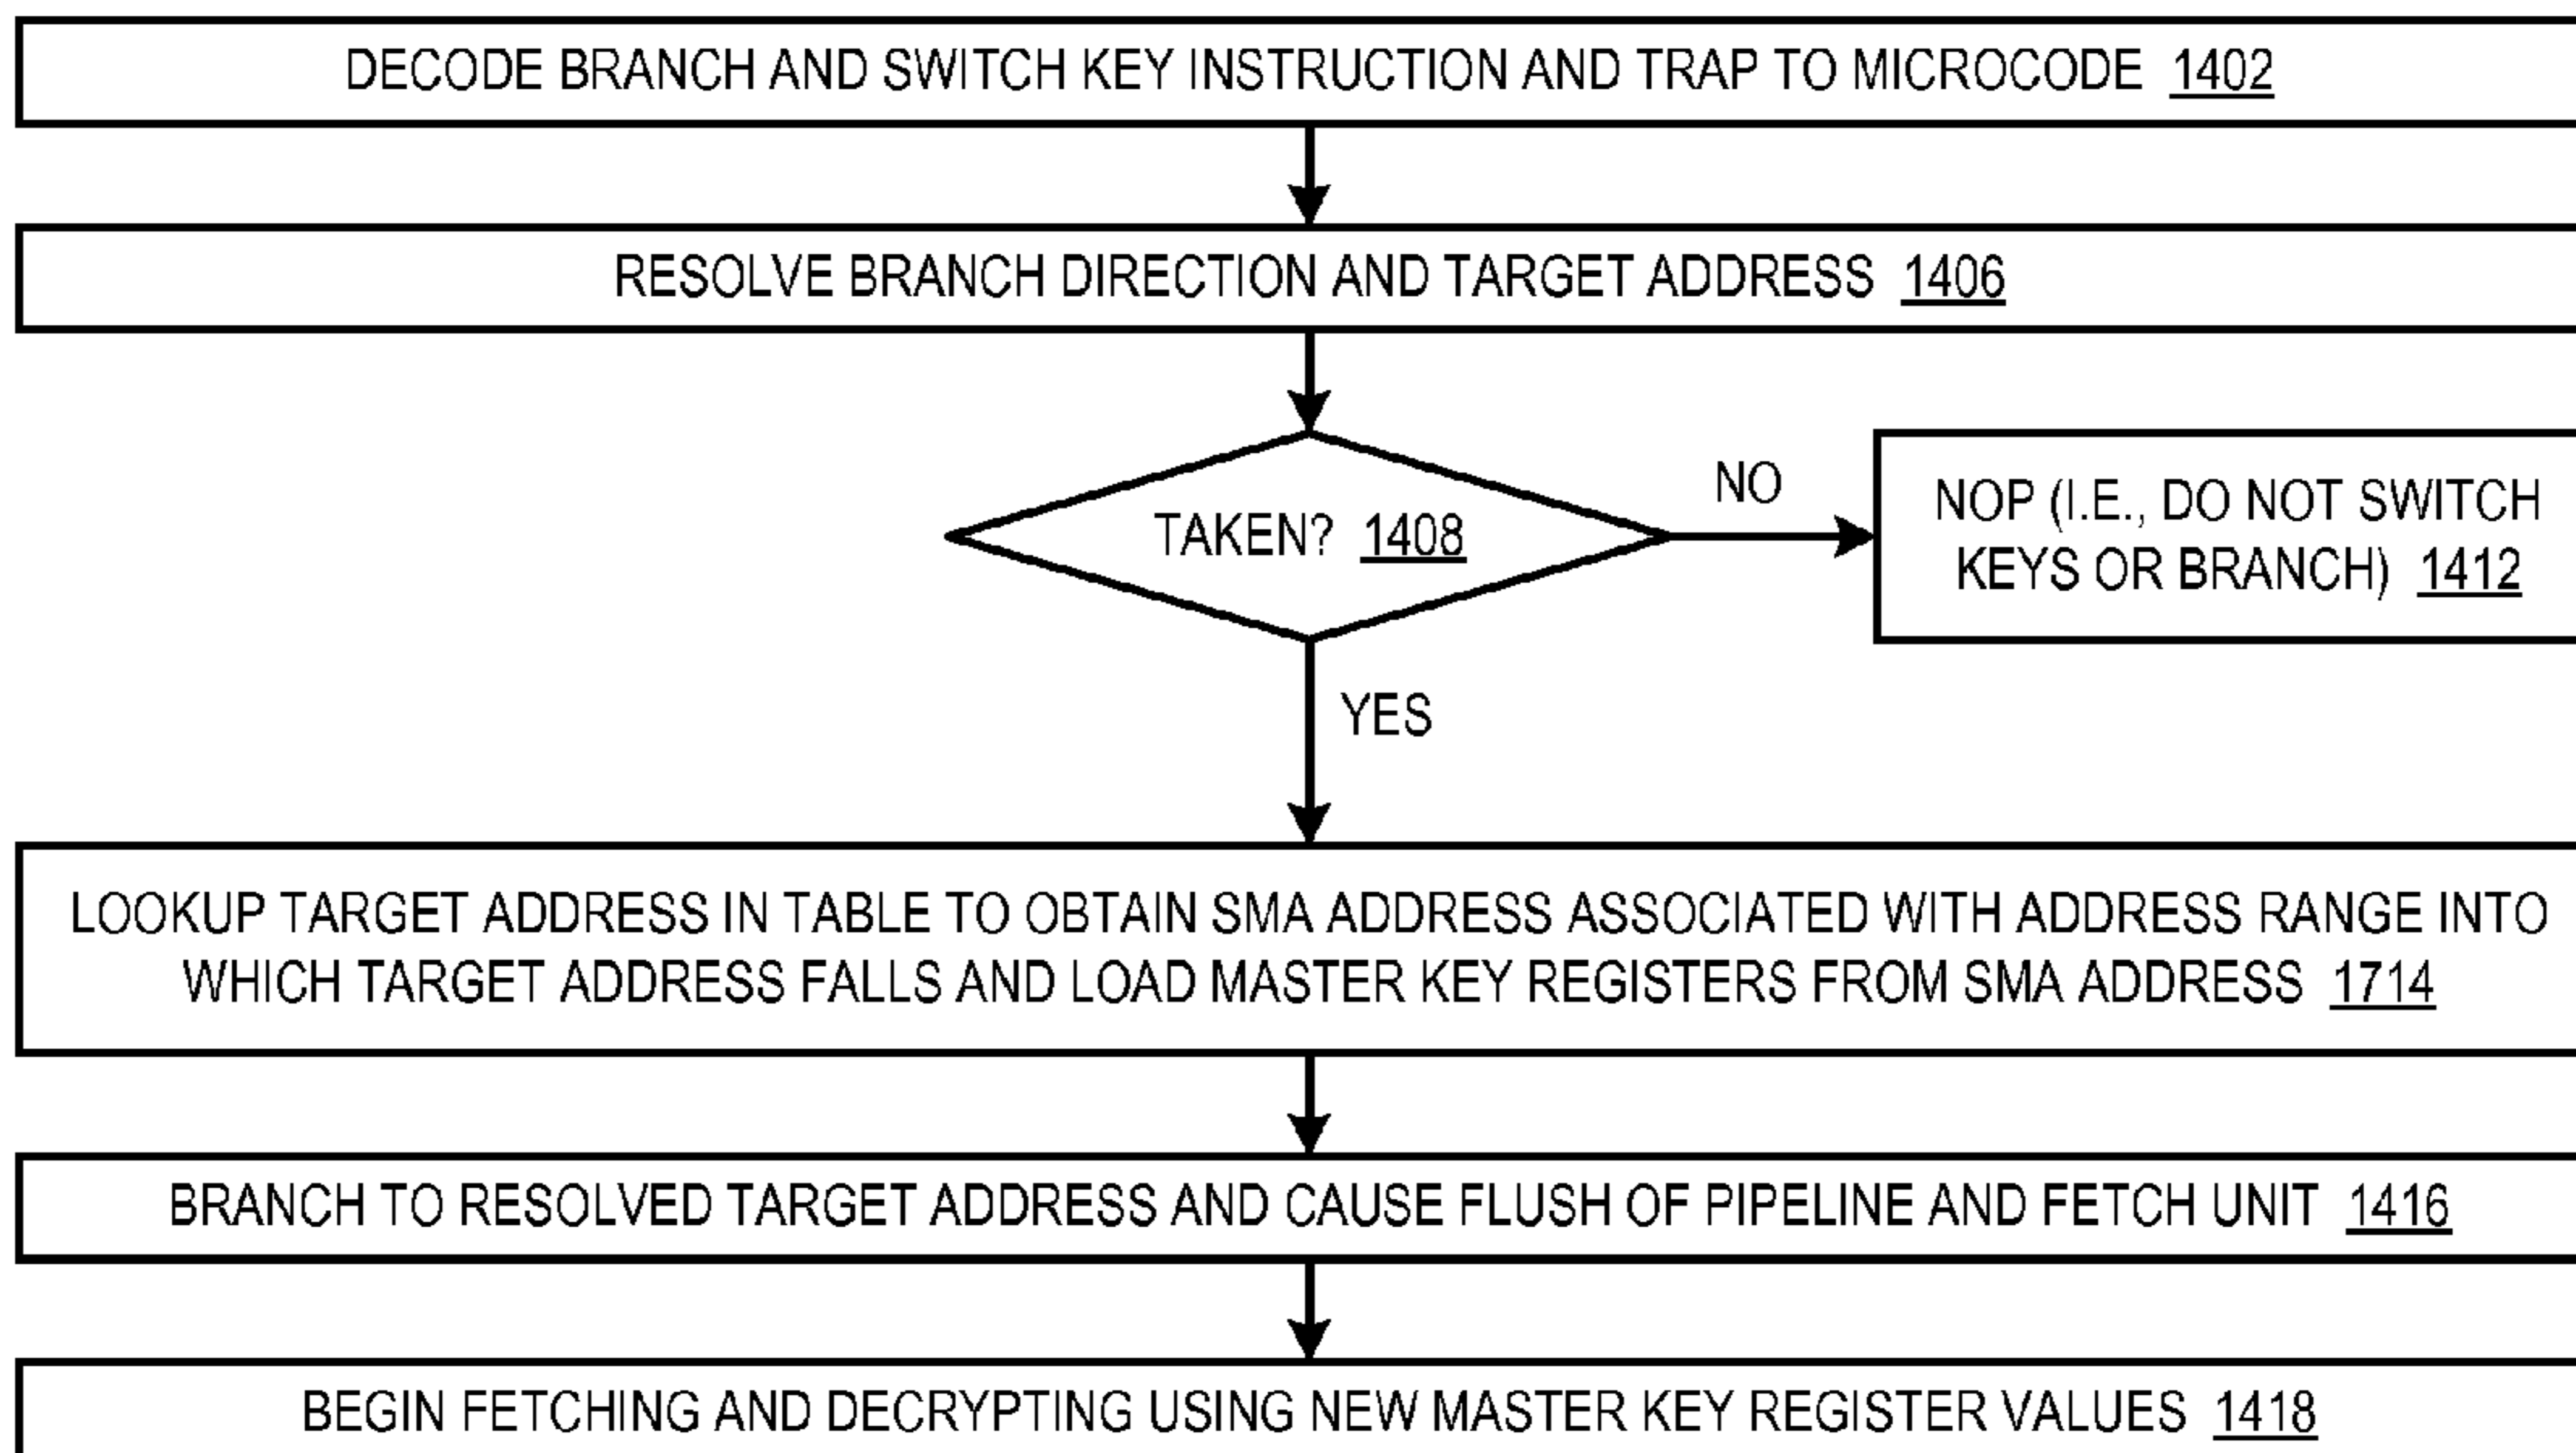 DECODE BRANCH AND SWITCH KEY INSTRUCTION AND TRAP TO MICROCODE 1402
RESOLVE BRANCH DIRECTION AND TARGET ADDRESS 1406
TAKEN? 1408
NO
NOP (I.E., DO NOT SWITCH
KEYS OR BRANCH) 1412
YES
LOOKUP TARGET ADDRESS IN TABLE TO OBTAIN SMA ADDRESS ASSOCIATED WITH ADDRESS RANGE INTO
WHICH TARGET ADDRESS FALLS AND LOAD MASTER KEY REGISTERS FROM SMA ADDRESS 1714
BRANCH TO RESOLVED TARGET ADDRESS AND CAUSE FLUSH OF PIPELINE AND FETCH UNIT 1416
BEGIN FETCHING AND DECRYPTING USING NEW MASTER KEY REGISTER VALUES 1418